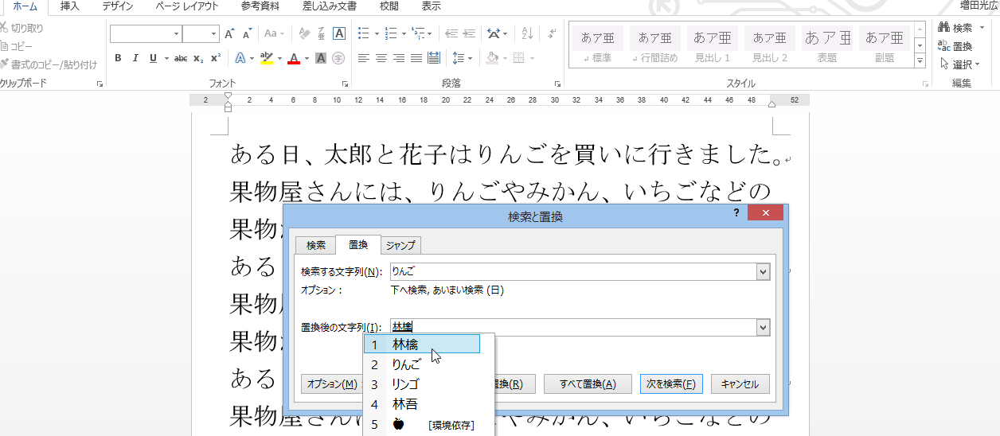 ホーム 挿入 デザイン ページ レイアウト 参考資料 差し込み文書 校閲 表示 増田光広
切り取り
コピー
書式のコピー/貼り付け
クリップボード
Aa A
B I U abc x₂ x² A A A 字
フォント
段落
あア亜 あア亜 あア亜 あア亜 あア亜 あア亜
標準 行間詰め 見出し 1 見出し 2 表題 副題
スタイル
検索
置換
選択
編集
2 2 4 6 8 10 12 14 16 18 20 22 24 26 28 30 32 34 36 38 40 42 44 46 48 52
ある日、太郎と花子はりんごを買いに行きました。
果物屋さんには、りんごやみかん、いちごなどの
果物
ある
果物
果物
ある
果物屋さんには、りんごやみかん、いちごなどの
検索と置換
?
検索 置換 ジャンプ
検索する文字列(N): りんご
オプション: 下へ検索, あいまい検索 (日)
置換後の文字列(I): 林檎
1 林檎
2 りんご
3 リンゴ
4 林吾
5 [環境依存]
オプション(M) 置換(R) すべて置換(A) 次を検索(F) キャンセル